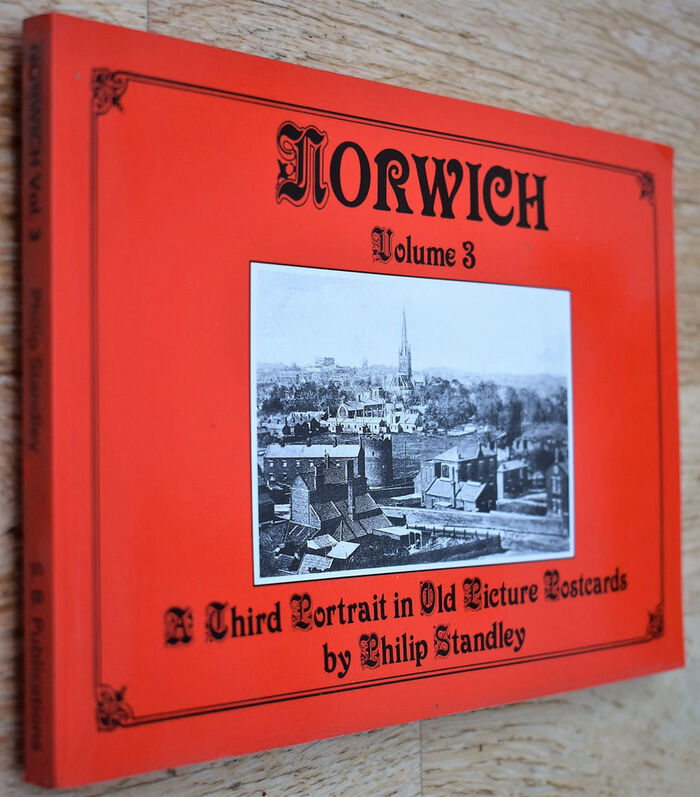 NORWICH
Volume 3
A Third Portrait in Old Picture Postcards
by Philip Standley
NORWICH Vol. 3 Philip Standley S. B. Publications